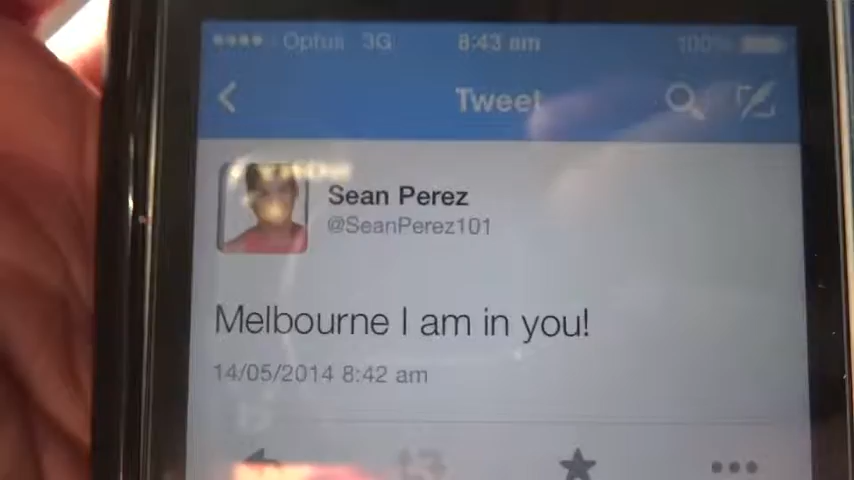 Optus 3G 8:43 am 100%
Tweet
Sean Perez
@SeanPerez101
Melbourne I am in you!
14/05/2014 8:42 am